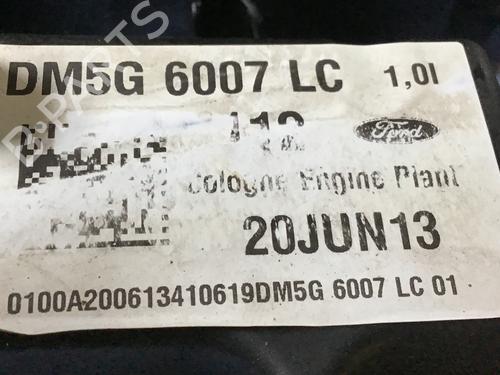 DM5G 6007 LC 1,0l
Ford
Cologne Engine Plant
20JUN13
0100A200613410619DM5G 6007 LC 01